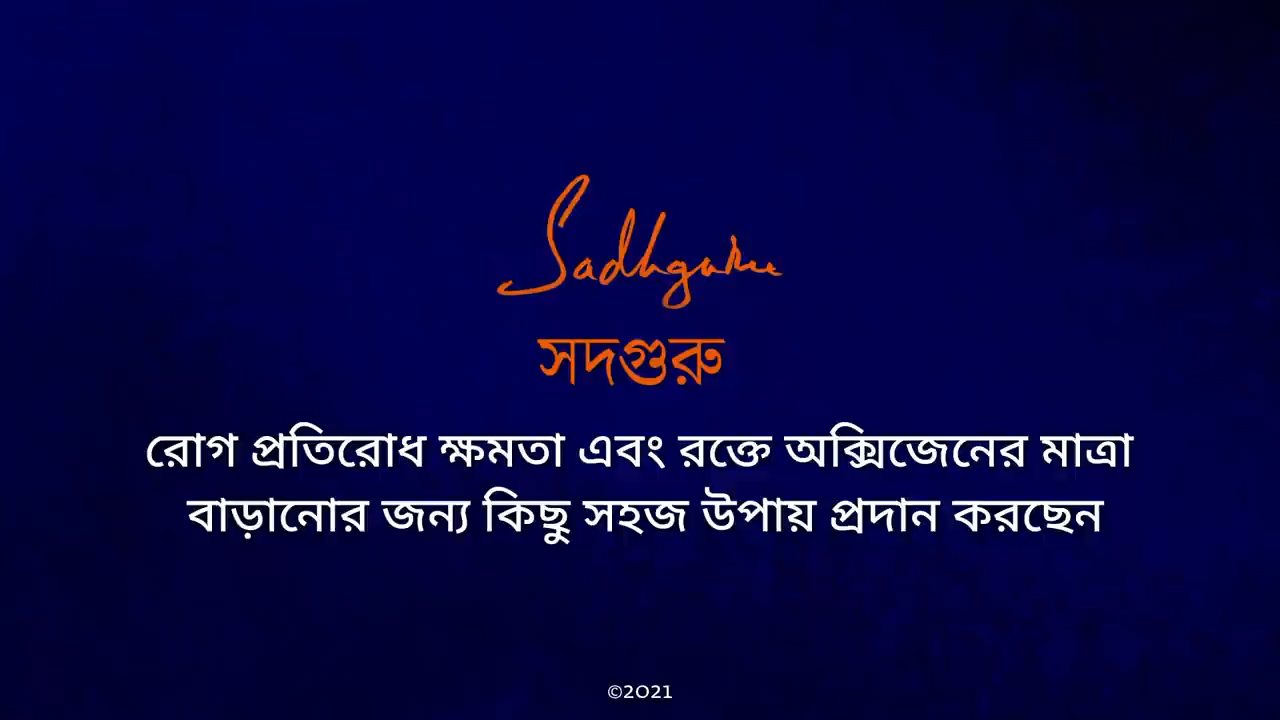 Sadhguru
সদগুরু
রোগ প্রতিরোধ ক্ষমতা এবং রক্তে অক্সিজেনের মাত্রা
বাড়ানোর জন্য কিছু সহজ উপায় প্রদান করছেন
©2021